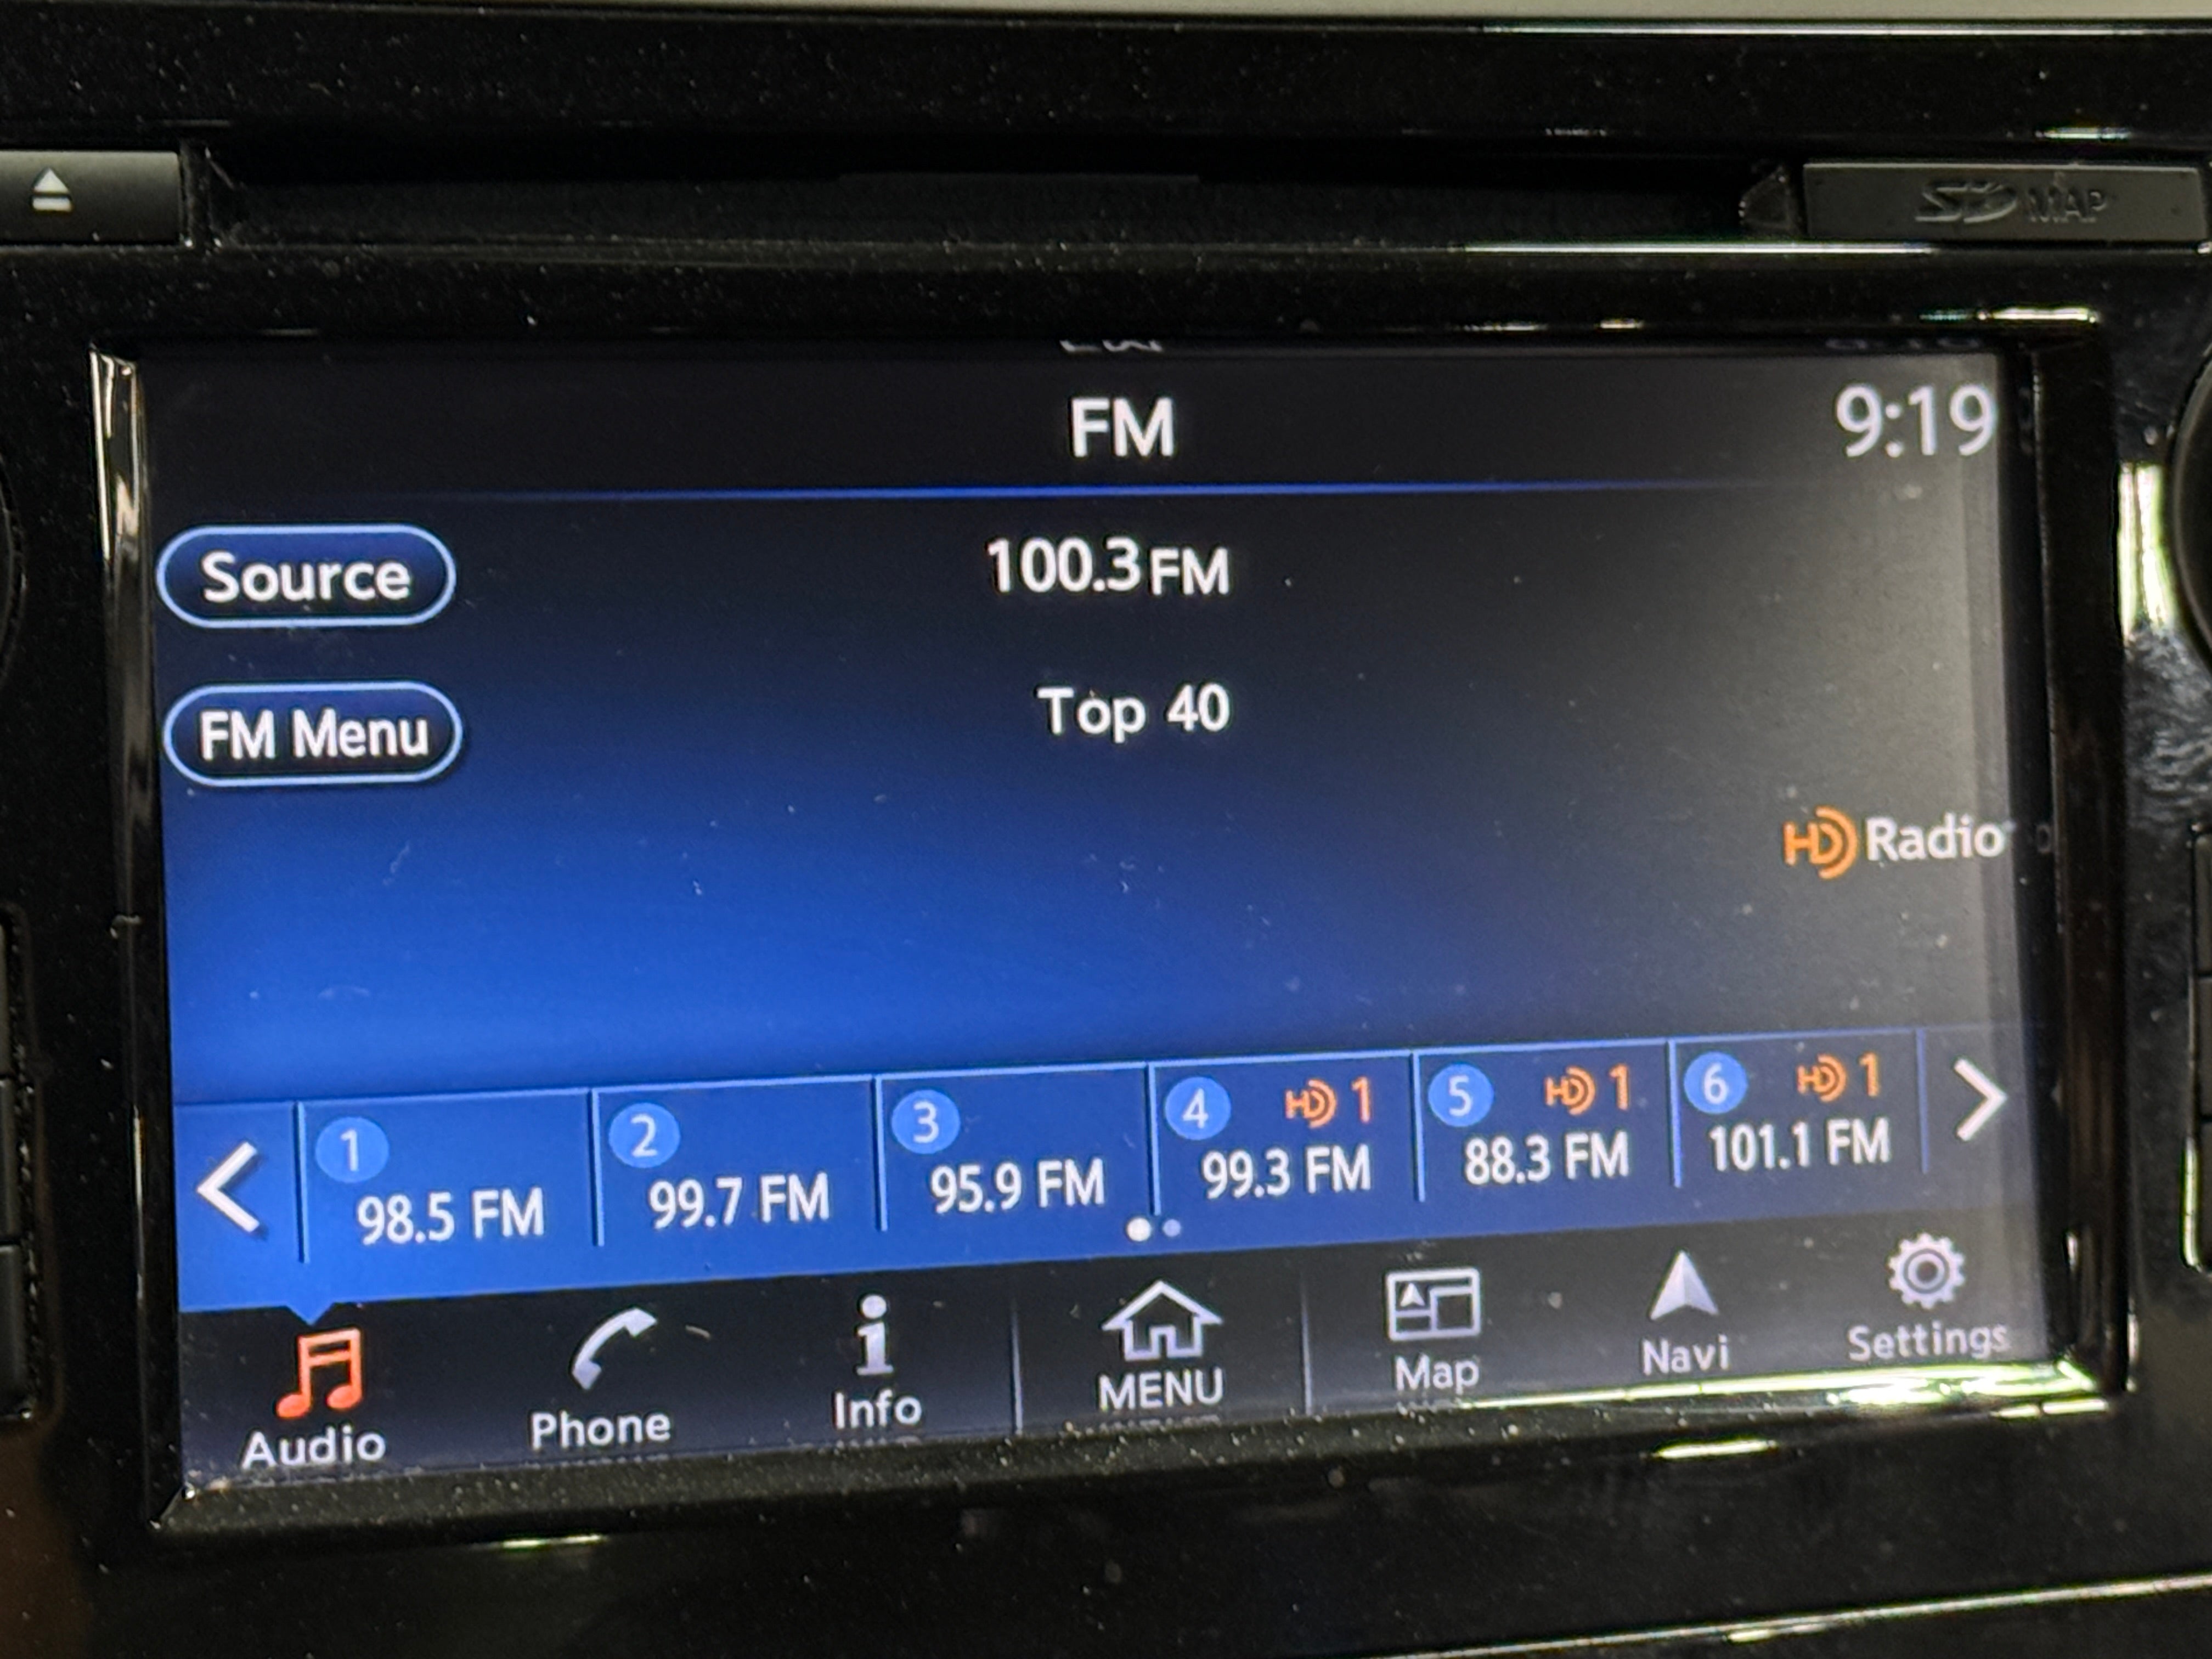 SD MAP
FM
9:19
Source
100.3 FM
FM Menu
Top 40
HD Radio
1
98.5 FM
2
99.7 FM
3
95.9 FM
4 HD 1
99.3 FM
5 HD 1
88.3 FM
6 HD 1
101.1 FM
Audio
Phone
Info
MENU
Map
Navi
Settings